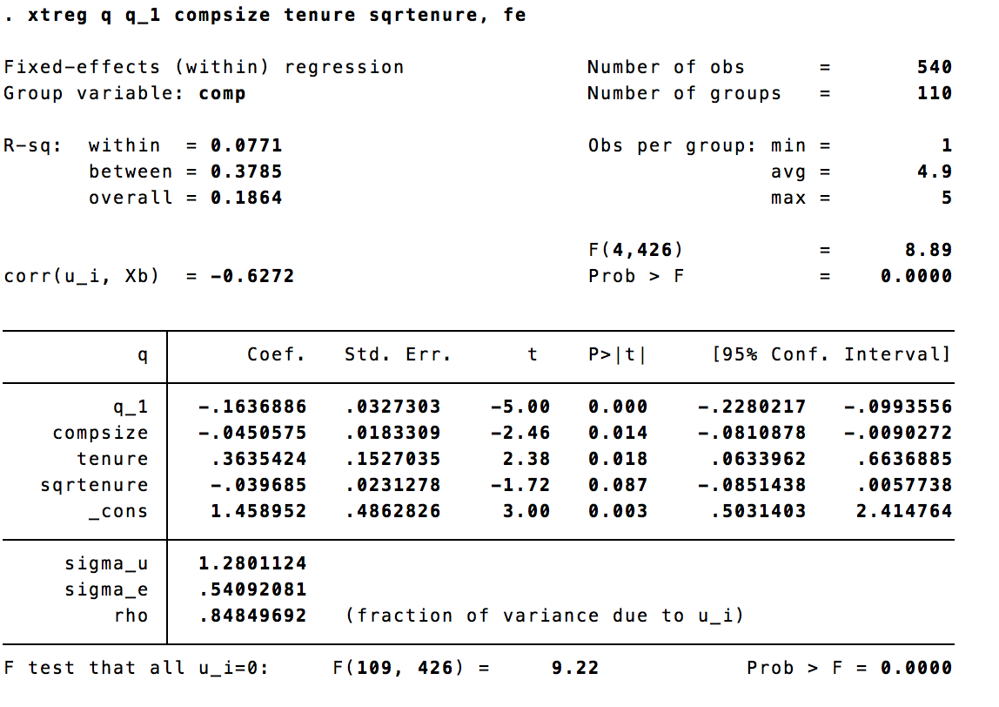 . xtreg q q_1 compsize tenure sqrtenure, fe
Fixed-effects (within) regression Number of obs = 540
Group variable: comp Number of groups = 110
R-sq: within = 0.0771 Obs per group: min = 1
between = 0.3785 avg = 4.9
overall = 0.1864 max = 5
F(4,426) = 8.89
corr(u_i, Xb) = -0.6272 Prob > F = 0.0000
q Coef. Std. Err. t P>|t| [95% Conf. Interval]
q_1 -.1636886 .0327303 -5.00 0.000 -.2280217 -.0993556
compsize -.0450575 .0183309 -2.46 0.014 -.0810878 -.0090272
tenure .3635424 .1527035 2.38 0.018 .0633962 .6636885
sqrtenure -.039685 .0231278 -1.72 0.087 -.0851438 .0057738
_cons 1.458952 .4862826 3.00 0.003 .5031403 2.414764
sigma_u 1.2801124
sigma_e .54092081
rho .84849692 (fraction of variance due to u_i)
F test that all u_i=0: F(109, 426) = 9.22 Prob > F = 0.0000